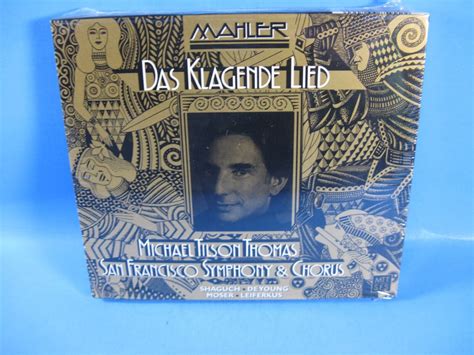 MAHLER
DAS KLAGENDE LIED
MICHAEL TILSON THOMAS
SAN FRANCISCO SYMPHONY & CHORUS
SHAGUCH • DEYOUNG
MOSER • LEIFERKUS